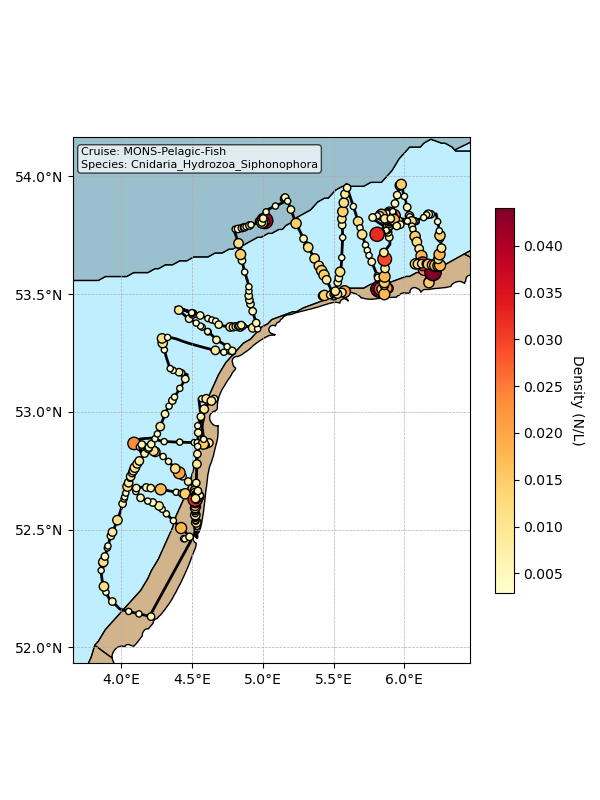 Cruise: MONS-Pelagic-Fish
Species: Cnidaria_Hydrozoa_Siphonophora
54.0°N
53.5°N
53.0°N
52.5°N
52.0°N
4.0°E 4.5°E 5.0°E 5.5°E 6.0°E
0.040
0.035
0.030
0.025
0.020
0.015
0.010
0.005
Density (N/L)